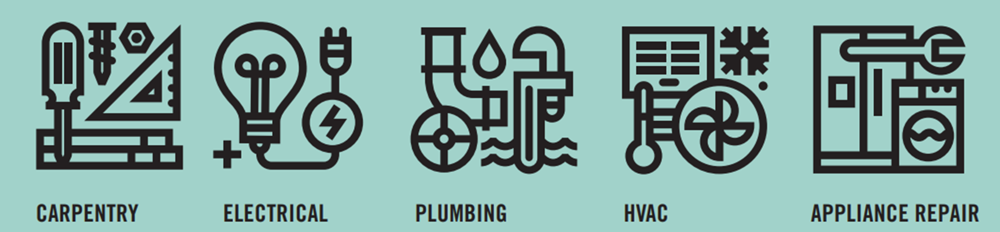 CARPENTRY ELECTRICAL PLUMBING HVAC APPLIANCE REPAIR